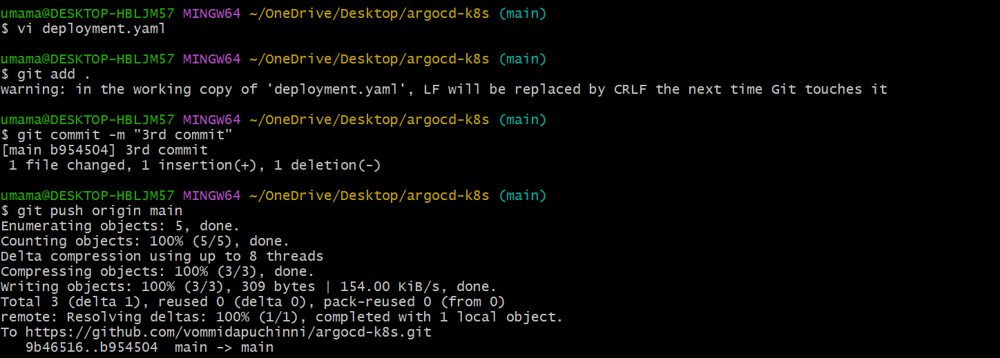 umama@DESKTOP-HBLJM57 MINGW64 ~/OneDrive/Desktop/argocd-k8s (main)
$ vi deployment.yaml
umama@DESKTOP-HBLJM57 MINGW64 ~/OneDrive/Desktop/argocd-k8s (main)
$ git add .
warning: in the working copy of 'deployment.yaml', LF will be replaced by CRLF the next time Git touches it
umama@DESKTOP-HBLJM57 MINGW64 ~/OneDrive/Desktop/argocd-k8s (main)
$ git commit -m "3rd commit"
[main b954504] 3rd commit
 1 file changed, 1 insertion(+), 1 deletion(-)
umama@DESKTOP-HBLJM57 MINGW64 ~/OneDrive/Desktop/argocd-k8s (main)
$ git push origin main
Enumerating objects: 5, done.
Counting objects: 100% (5/5), done.
Delta compression using up to 8 threads
Compressing objects: 100% (3/3), done.
Writing objects: 100% (3/3), 309 bytes | 154.00 KiB/s, done.
Total 3 (delta 1), reused 0 (delta 0), pack-reused 0 (from 0)
remote: Resolving deltas: 100% (1/1), completed with 1 local object.
To https://github.com/vommidapuchinni/argocd-k8s.git
   9b46516..b954504  main -> main